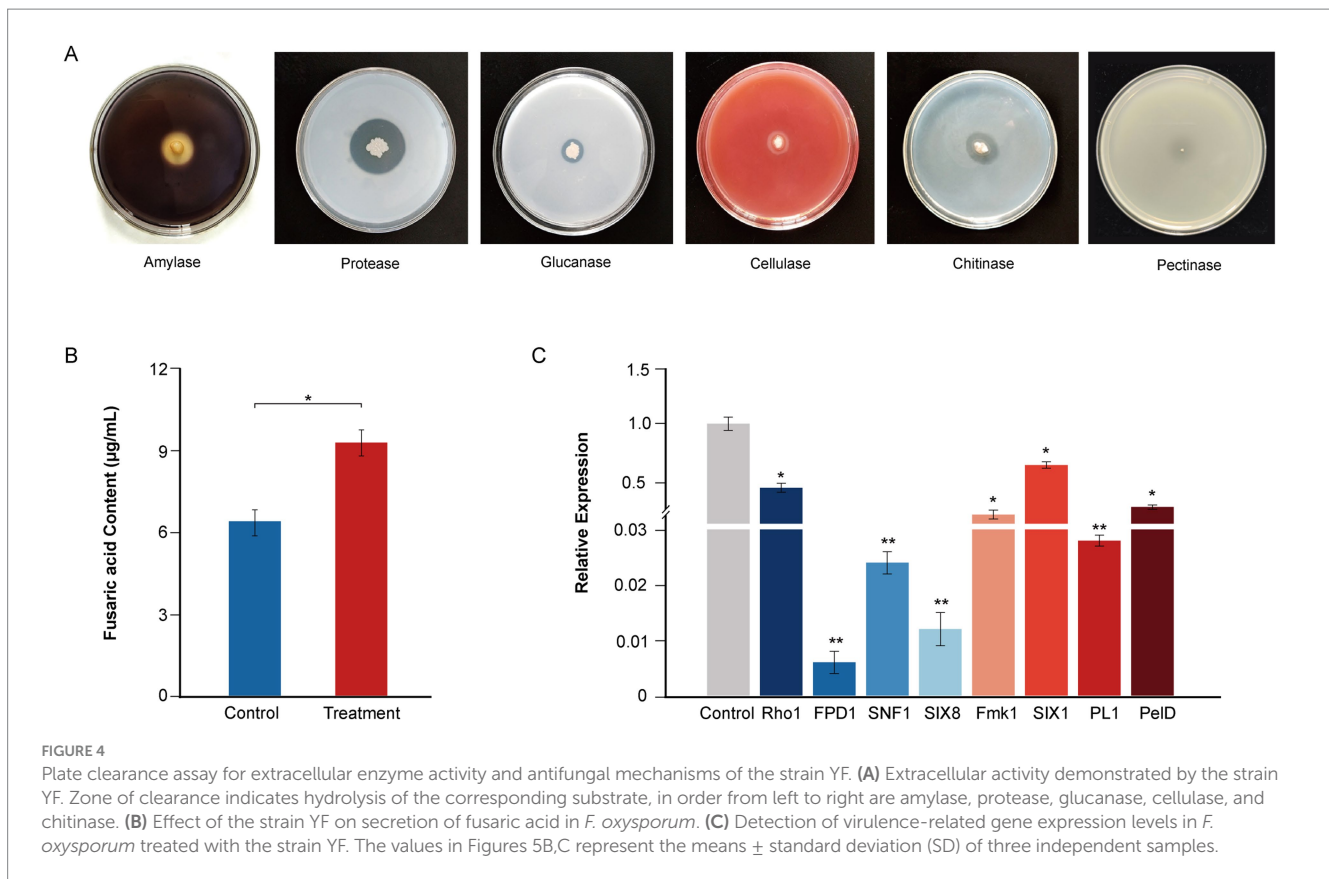 A
Amylase
Protease
Glucanase
Cellulase
Chitinase
Pectinase
B
Fusaric acid Content (µg/mL)
12
9
6
3
0
*
Control
Treatment
C
Relative Expression
1.5
1.0
0.5
0.03
0.02
0.01
0
*
**
**
**
*
*
**
*
Control Rho1 FPD1 SNF1 SIX8 Fmk1 SIX1 PL1 PelD
FIGURE 4
Plate clearance assay for extracellular enzyme activity and antifungal mechanisms of the strain YF. (A) Extracellular activity demonstrated by the strain
YF. Zone of clearance indicates hydrolysis of the corresponding substrate, in order from left to right are amylase, protease, glucanase, cellulase, and
chitinase. (B) Effect of the strain YF on secretion of fusaric acid in F. oxysporum. (C) Detection of virulence-related gene expression levels in F.
oxysporum treated with the strain YF. The values in Figures 5B,C represent the means ± standard deviation (SD) of three independent samples.